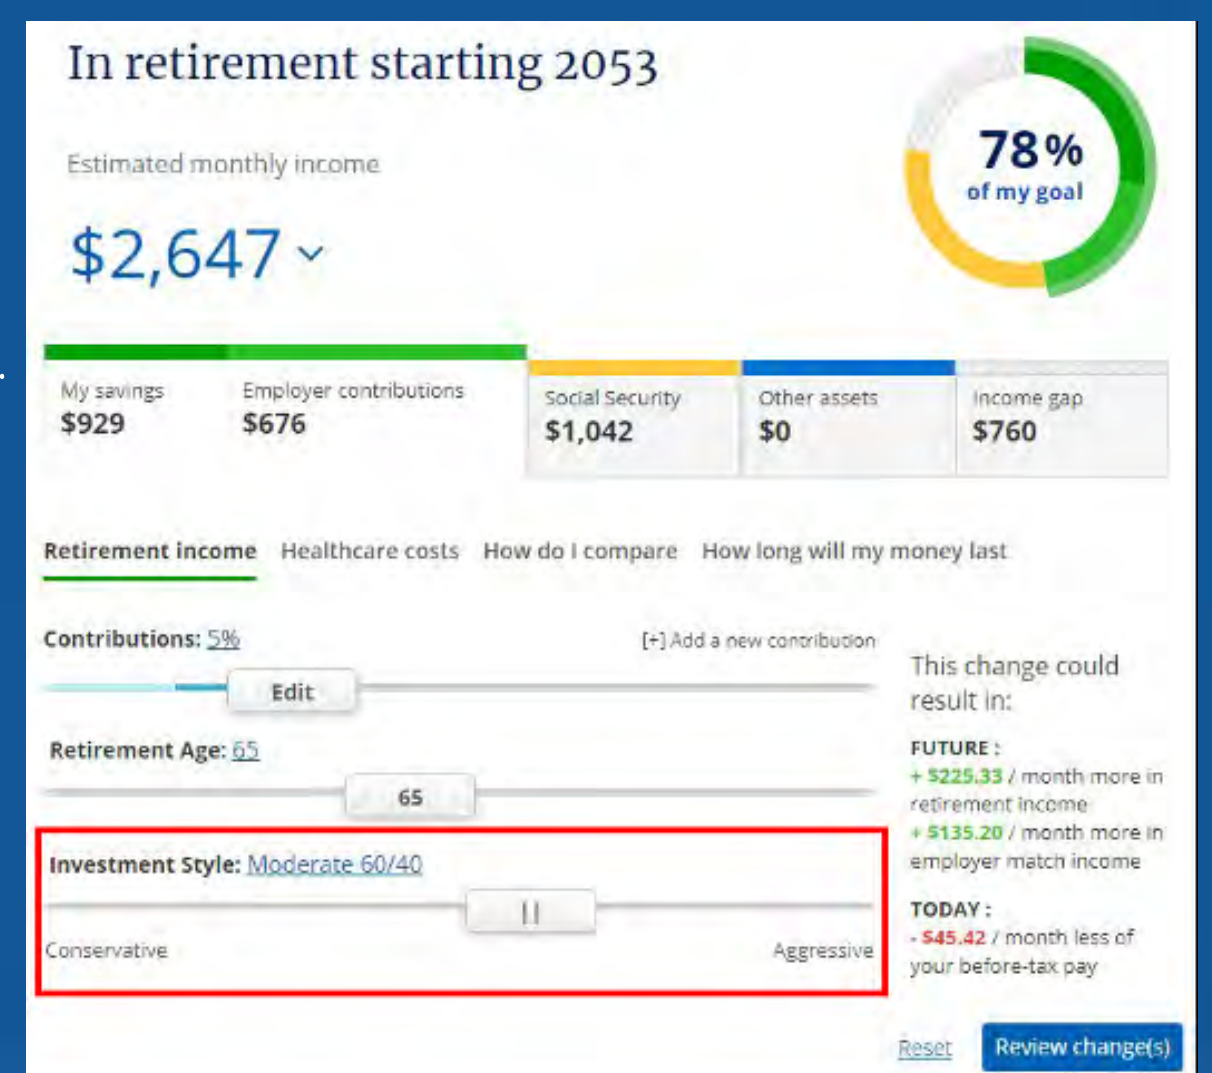 In retirement starting 2053
Estimated monthly income
$2,647
78%
of my goal
My savings
$929
Employer contributions
$676
Social Security
$1,042
Other assets
$0
Income gap
$760
Retirement income Healthcare costs How do I compare How long will my money last
Contributions: 5%
[+] Add a new contribution
Edit
Retirement Age: 65
65
Investment Style: Moderate 60/40
Conservative
Aggressive
This change could
result in:
FUTURE :
+ $225.33 / month more in
retirement income
+ $135.20 / month more in
employer match income
TODAY :
- $45.42 / month less of
your before-tax pay
Reset
Review change(s)